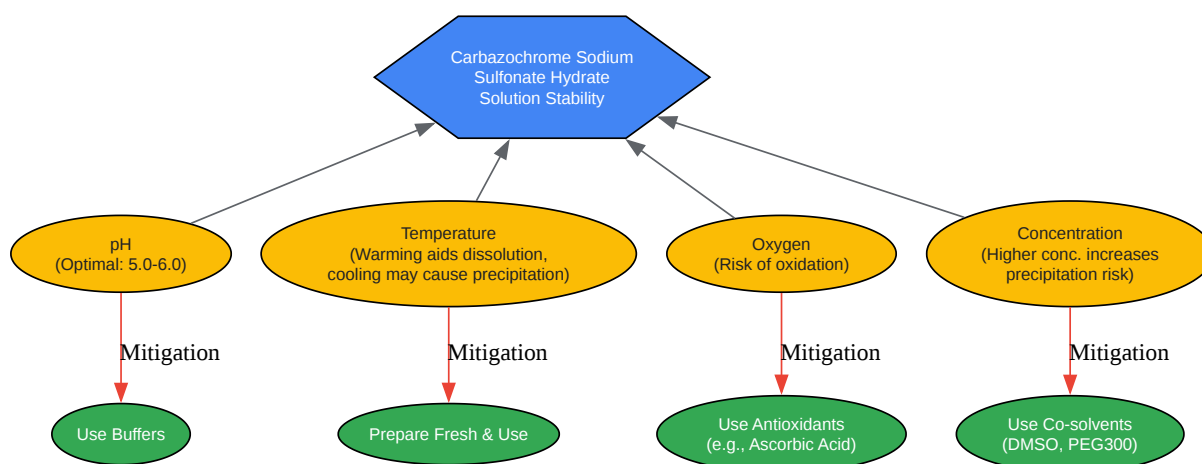 Carbazochrome Sodium
Sulfonate Hydrate
Solution Stability
pH
(Optimal: 5.0-6.0)
Temperature
(Warming aids dissolution,
cooling may cause precipitation)
Oxygen
(Risk of oxidation)
Concentration
(Higher conc. increases
precipitation risk)
Mitigation
Mitigation
Mitigation
Mitigation
Use Buffers
Prepare Fresh & Use
Use Antioxidants
(e.g., Ascorbic Acid)
Use Co-solvents
(DMSO, PEG300)